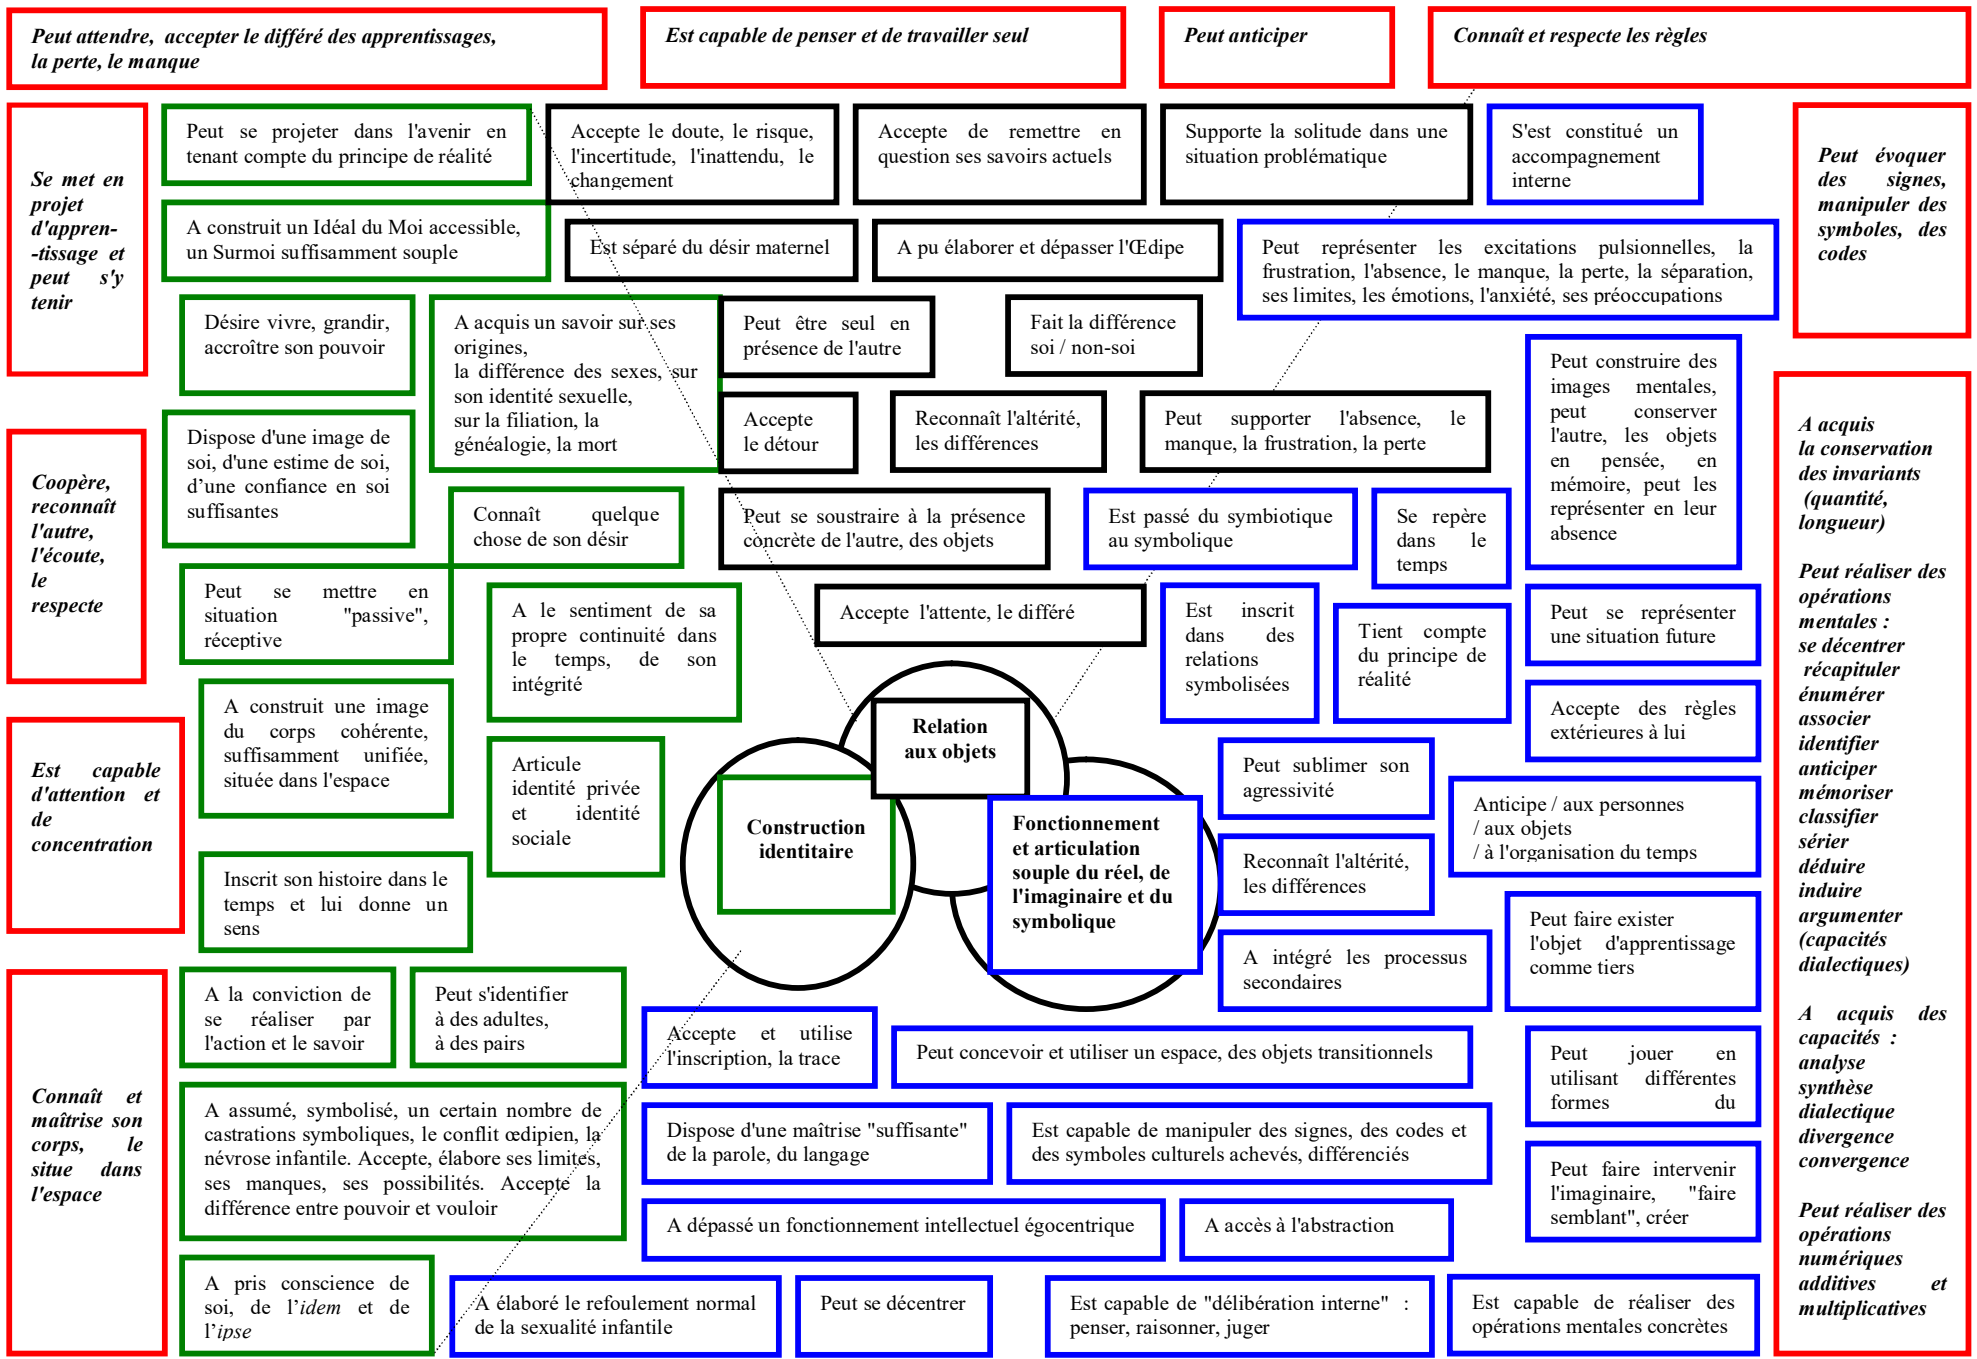 Peut attendre, accepter le différé des apprentissages,
la perte, le manque
Est capable de penser et de travailler seul
Peut anticiper
Connaît et respecte les règles
Se met en
projet
d'appren-
-tissage et
peut s'y
tenir
Peut se projeter dans l'avenir en
tenant compte du principe de réalité
Accepte le doute, le risque,
l'incertitude, l'inattendu, le
changement
Accepte de remettre en
question ses savoirs actuels
Supporte la solitude dans une
situation problématique
S'est constitué un
accompagnement
interne
Peut évoquer
des signes,
manipuler des
symboles, des
codes
A construit un Idéal du Moi accessible,
un Surmoi suffisamment souple
Est séparé du désir maternel
A pu élaborer et dépasser l'Œdipe
Peut représenter les excitations pulsionnelles, la
frustration, l'absence, le manque, la perte, la séparation,
ses limites, les émotions, l'anxiété, ses préoccupations
Désire vivre, grandir,
accroître son pouvoir
A acquis un savoir sur ses
origines,
la différence des sexes, sur
son identité sexuelle,
sur la filiation, la
généalogie, la mort
Peut être seul en
présence de l'autre
Fait la différence
soi / non-soi
Peut construire des
images mentales,
peut conserver
l'autre, les objets
en pensée, en
mémoire, peut les
représenter en leur
absence
Accepte
le détour
Reconnaît l'altérité,
les différences
Peut supporter l'absence, le
manque, la frustration, la perte
Coopère,
reconnaît
l'autre,
l'écoute,
le
respecte
Dispose d'une image de
soi, d'une estime de soi,
d’une confiance en soi
suffisantes
Connaît quelque
chose de son désir
Peut se soustraire à la présence
concrète de l'autre, des objets
Est passé du symbiotique
au symbolique
Se repère
dans le
temps
A acquis
la conservation
des invariants
(quantité,
longueur)
Peut réaliser des
opérations
mentales :
se décentrer
récapituler
énumérer
associer
identifier
anticiper
mémoriser
classifier
sérier
déduire
induire
argumenter
(capacités
dialectiques)
A acquis des
capacités :
analyse
synthèse
dialectique
divergence
convergence
Peut réaliser des
opérations
numériques
additives et
multiplicatives
Peut se mettre en
situation "passive",
réceptive
A le sentiment de sa
propre continuité dans
le temps, de son
intégrité
Accepte l'attente, le différé
Est inscrit
dans des
relations
symbolisées
Tient compte
du principe de
réalité
Peut se représenter
une situation future
A construit une image
du corps cohérente,
suffisamment unifiée,
située dans l'espace
Accepte des règles
extérieures à lui
Est capable
d'attention et
de
concentration
Articule
identité privée
et identité
sociale
Relation
aux objets
Construction
identitaire
Fonctionnement
et articulation
souple du réel, de
l'imaginaire et du
symbolique
Peut sublimer son
agressivité
Anticipe / aux personnes
/ aux objets
/ à l'organisation du temps
Reconnaît l'altérité,
les différences
Inscrit son histoire dans le
temps et lui donne un
sens
Peut faire exister
l'objet d'apprentissage
comme tiers
A intégré les processus
secondaires
Connaît et
maîtrise son
corps, le
situe dans
l'espace
A la conviction de
se réaliser par
l'action et le savoir
Peut s'identifier
à des adultes,
à des pairs
Accepte et utilise
l'inscription, la trace
Peut concevoir et utiliser un espace, des objets transitionnels
Peut jouer en
utilisant différentes
formes du
A assumé, symbolisé, un certain nombre de
castrations symboliques, le conflit œdipien, la
névrose infantile. Accepte, élabore ses limites,
ses manques, ses possibilités. Accepte la
différence entre pouvoir et vouloir
Dispose d'une maîtrise "suffisante"
de la parole, du langage
Est capable de manipuler des signes, des codes et
des symboles culturels achevés, différenciés
Peut faire intervenir
l'imaginaire, "faire
semblant", créer
A dépassé un fonctionnement intellectuel égocentrique
A accès à l'abstraction
A pris conscience de
soi, de l’idem et de
l’ipse
A élaboré le refoulement normal
de la sexualité infantile
Peut se décentrer
Est capable de "délibération interne" :
penser, raisonner, juger
Est capable de réaliser des
opérations mentales concrètes